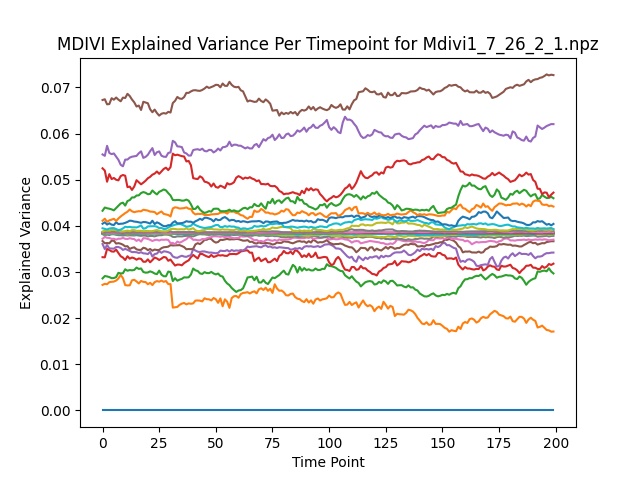 MDIVI Explained Variance Per Timepoint for Mdivi1_7_26_2_1.npz
0.07
0.06
0.05
0.04
0.03
0.02
0.01
0.00
Explained Variance
0 25 50 75 100 125 150 175 200
Time Point